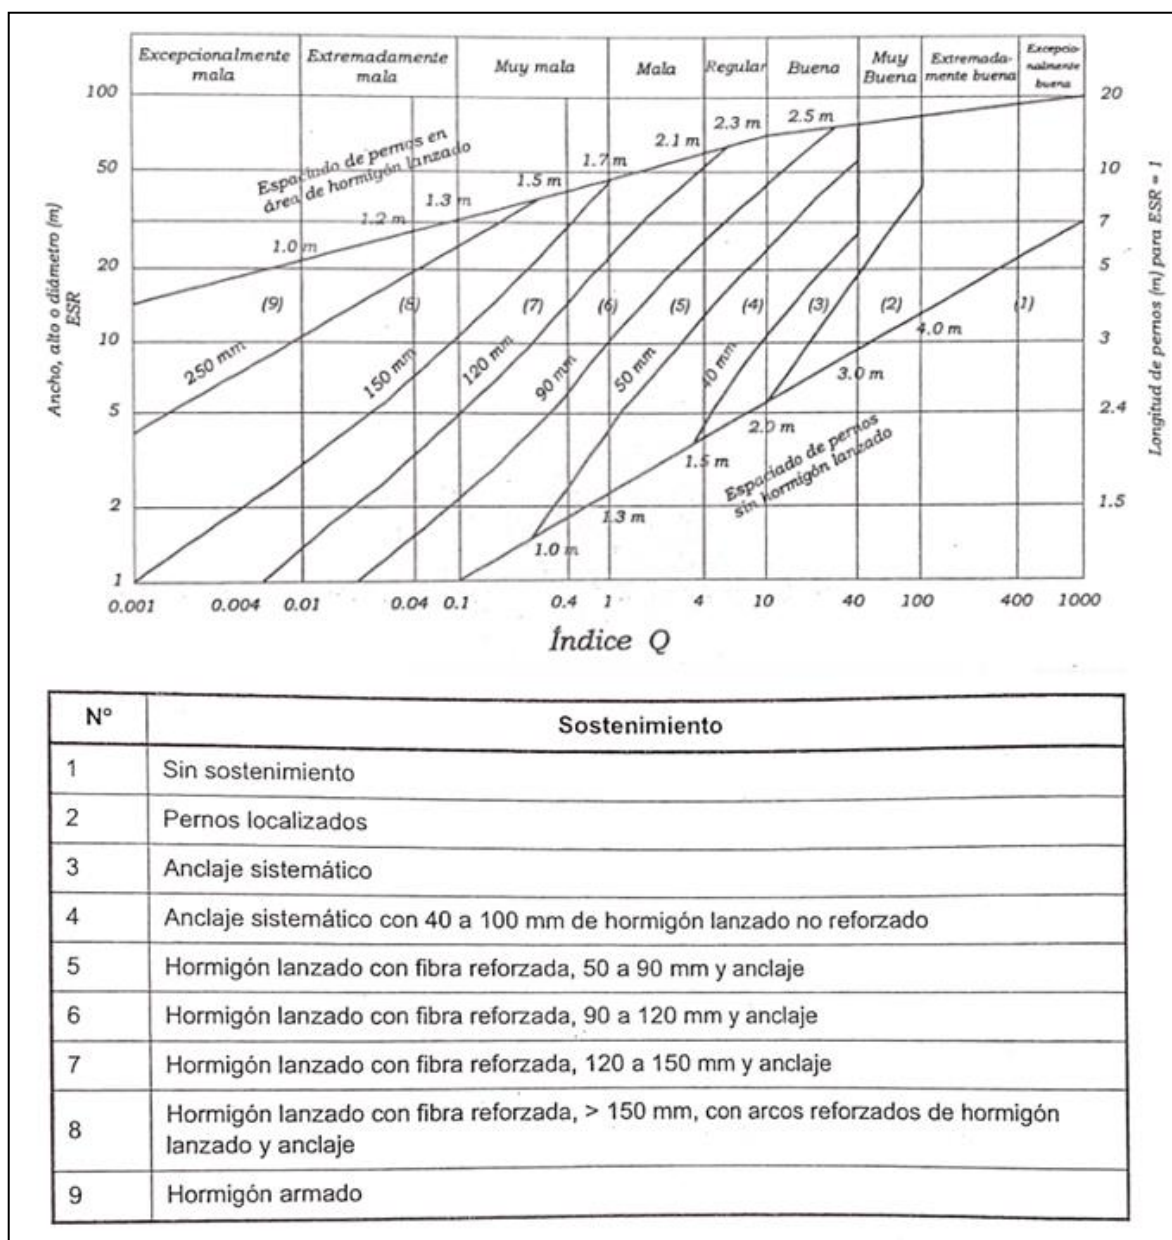 Excepcionalmente
mala
Extremadamente
mala
Muy mala
Mala
Regular
Buena
Muy
Buena
Extremada-
mente buena
Excepcio-
nalmente
buena
100
50
20
10
5
2
1
Ancho, alto o diámetro (m)
ESR
20
10
7
5
3
2.4
1.5
Longitud de pernos (m) para ESR = 1
Espaciado de pernos en
área de hormigón lanzado
1.0 m
1.2 m
1.3 m
1.5 m
1.7 m
2.1 m
2.3 m
2.5 m
(9)
(8)
(7)
(6)
(5)
(4)
(3)
(2)
(1)
250 mm
150 mm
120 mm
90 mm
50 mm
40 mm
4.0 m
3.0 m
2.0 m
1.5 m
1.3 m
1.0 m
Espaciado de pernos
sin hormigón lanzado
0.001 0.004 0.01 0.04 0.1 0.4 1 4 10 40 100 400 1000
Índice Q
N° Sostenimiento
1 Sin sostenimiento
2 Pernos localizados
3 Anclaje sistemático
4 Anclaje sistemático con 40 a 100 mm de hormigón lanzado no reforzado
5 Hormigón lanzado con fibra reforzada, 50 a 90 mm y anclaje
6 Hormigón lanzado con fibra reforzada, 90 a 120 mm y anclaje
7 Hormigón lanzado con fibra reforzada, 120 a 150 mm y anclaje
8 Hormigón lanzado con fibra reforzada, > 150 mm, con arcos reforzados de hormigón
lanzado y anclaje
9 Hormigón armado